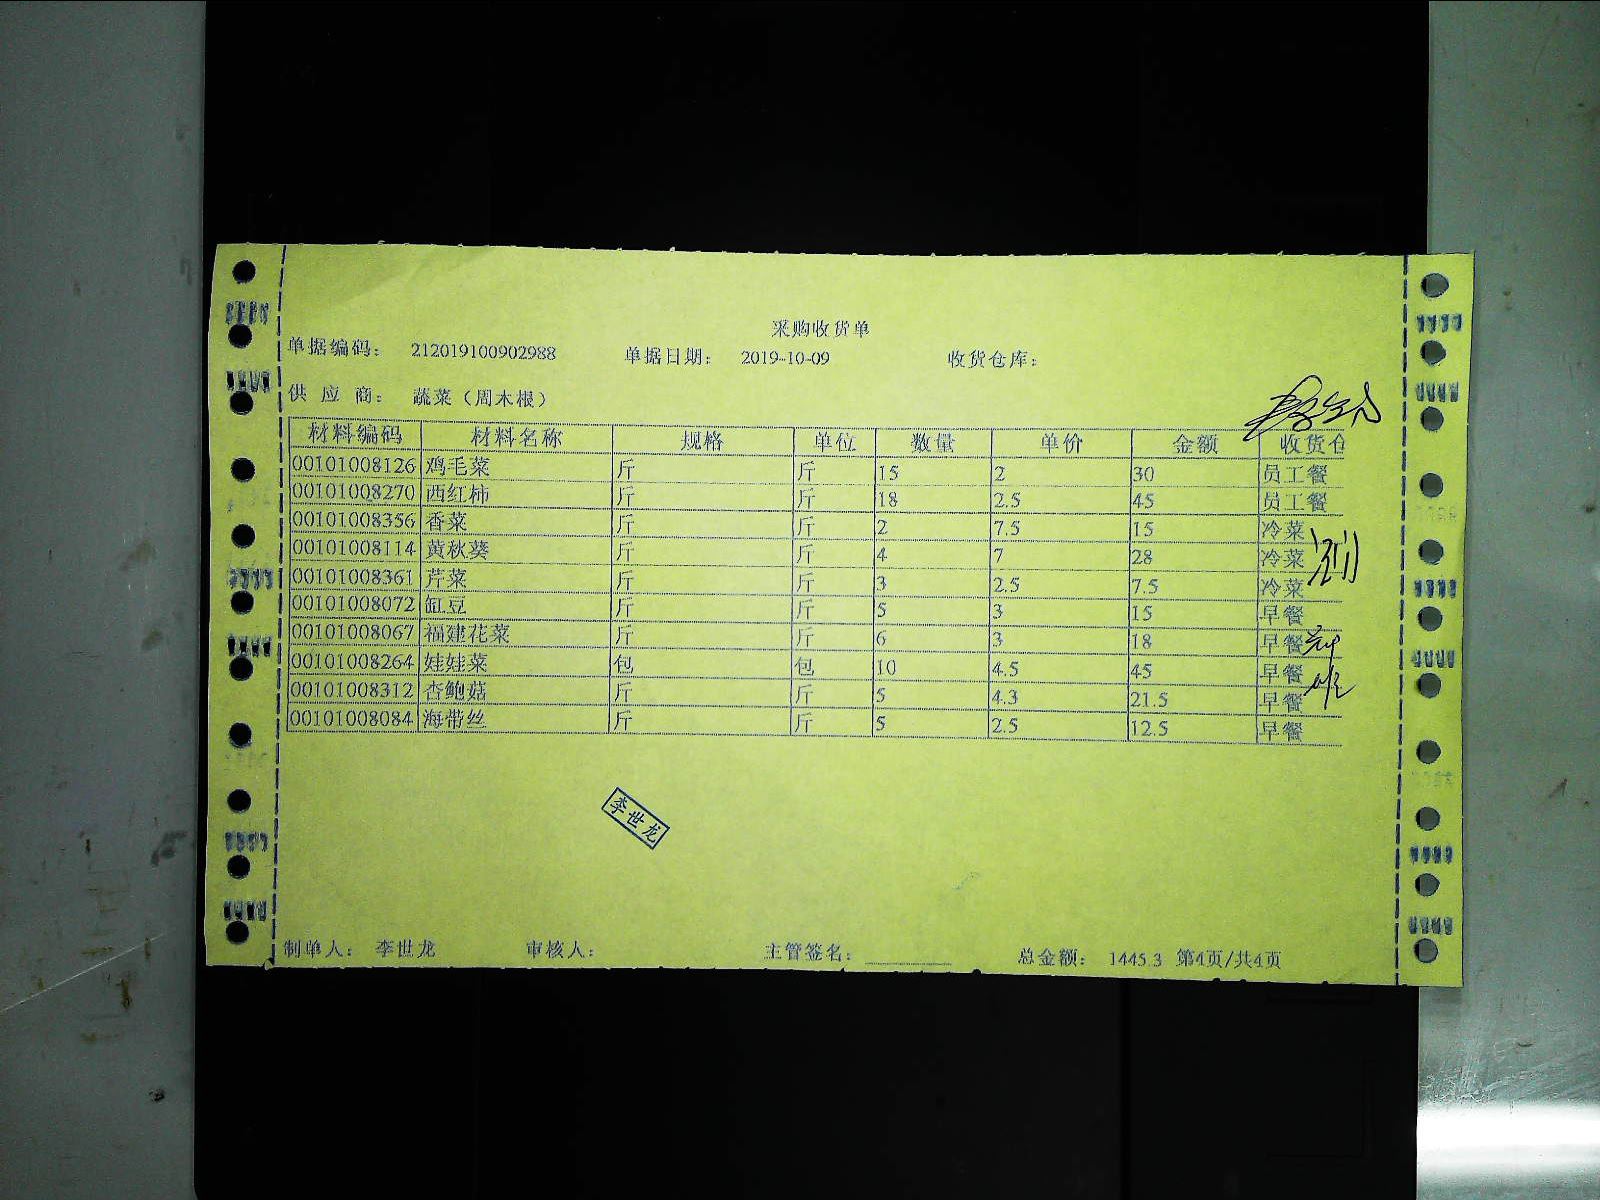 采购收货单
单据编码： 212019100902988 单据日期： 2019-10-09 收货仓库：
供 应 商： 蔬菜（周木根）
材料编码 材料名称 规格 单位 数量 单价 金额 收货仓
00101008126 鸡毛菜 斤 斤 15 2 30 员工餐
00101008270 西红柿 斤 斤 18 2.5 45 员工餐
00101008356 香菜 斤 斤 2 7.5 15 冷菜
00101008114 黄秋葵 斤 斤 4 7 28 冷菜
00101008361 芹菜 斤 斤 3 2.5 7.5 冷菜
00101008072 缸豆 斤 斤 5 3 15 早餐
00101008067 福建花菜 斤 斤 6 3 18 早餐
00101008264 娃娃菜 包 包 10 4.5 45 早餐
00101008312 杏鲍菇 斤 斤 5 4.3 21.5 早餐
00101008084 海带丝 斤 斤 5 2.5 12.5 早餐
李世龙
制单人： 李世龙 审核人： 主管签名： 总金额： 1445.3 第4页/共4页